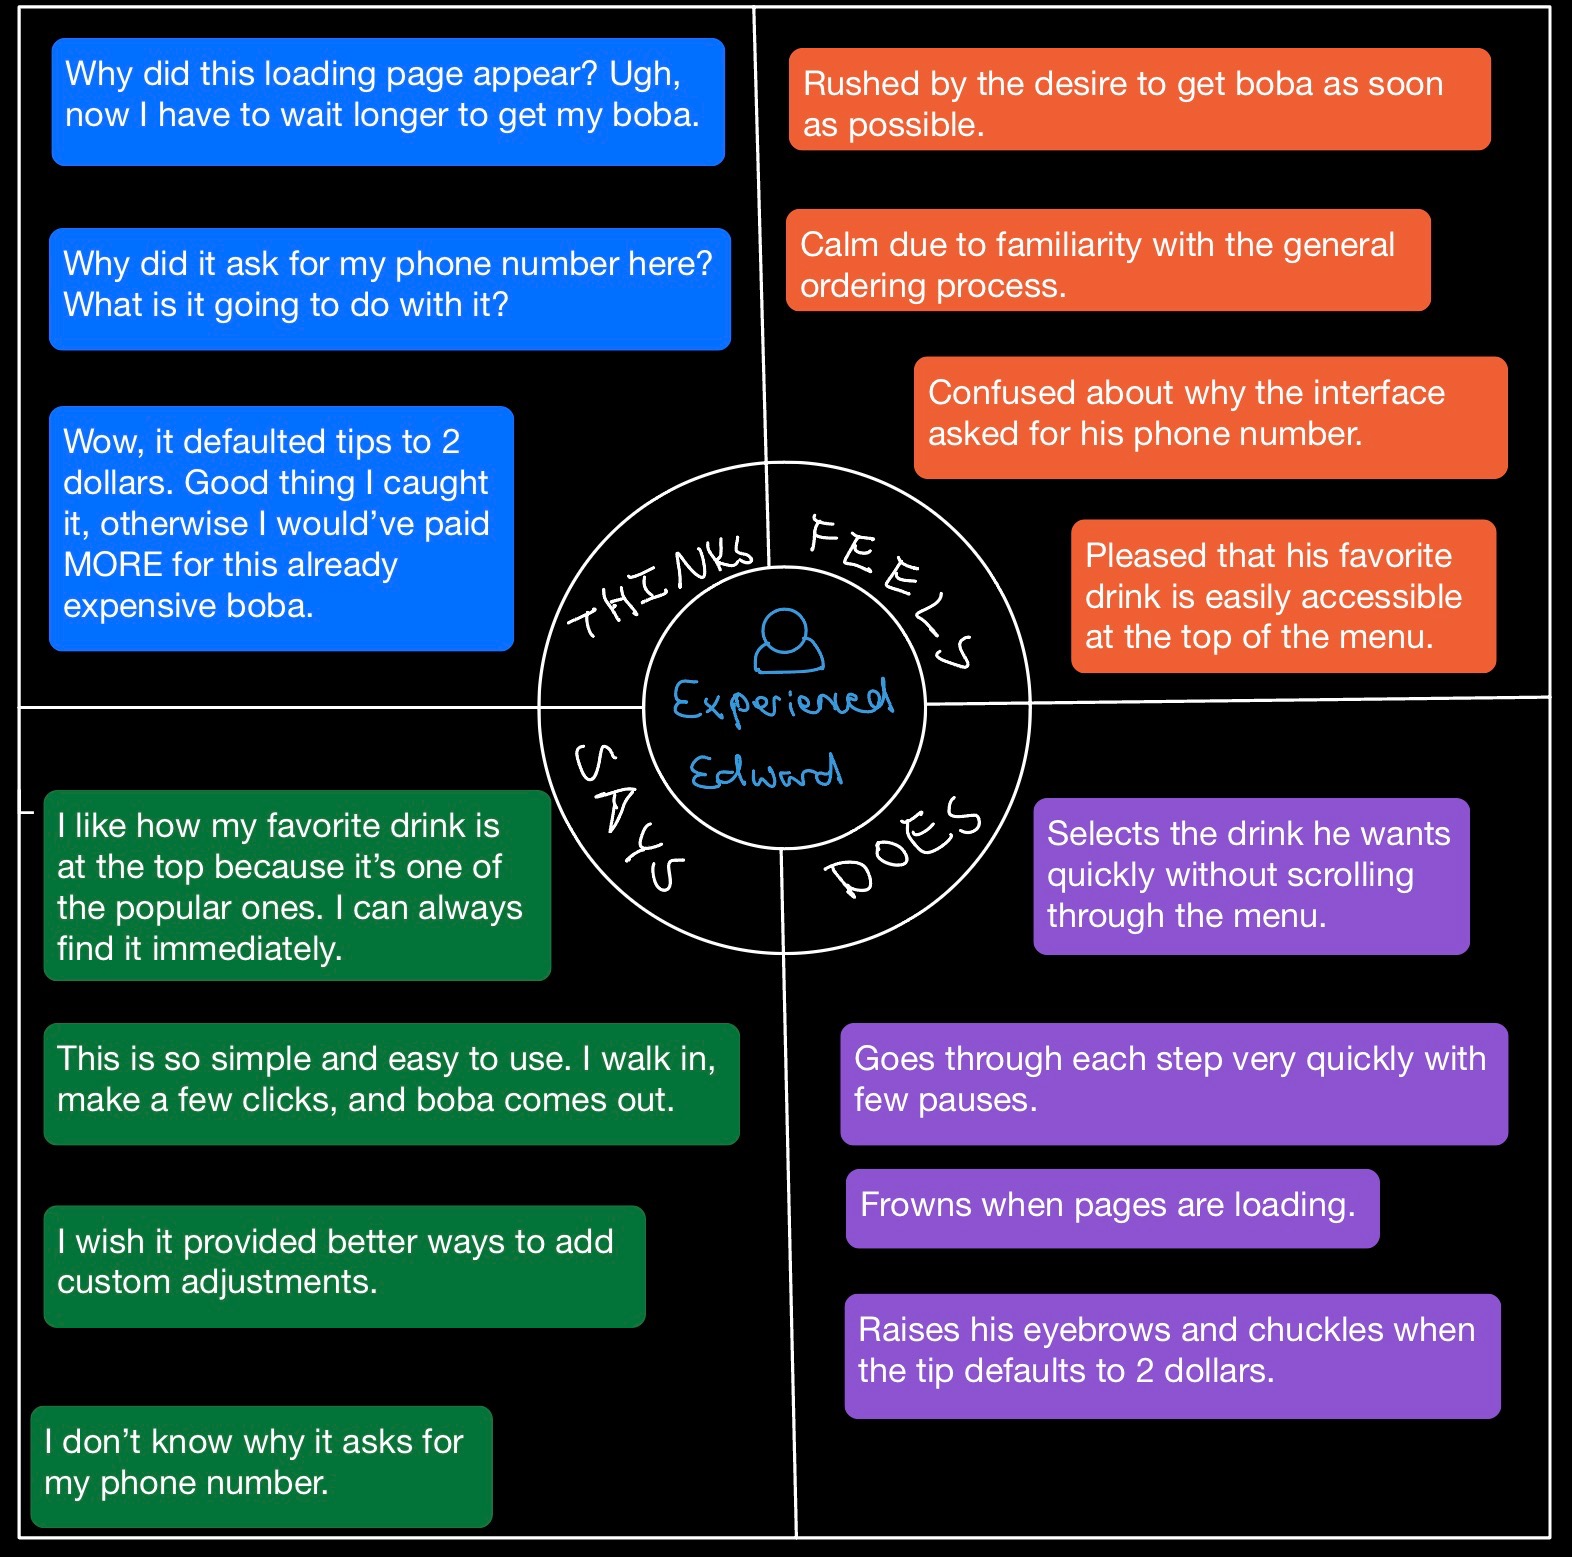 Why did this loading page appear? Ugh,
now I have to wait longer to get my boba.
Why did it ask for my phone number here?
What is it going to do with it?
Wow, it defaulted tips to 2
dollars. Good thing I caught
it, otherwise I would’ve paid
MORE for this already
expensive boba.
Rushed by the desire to get boba as soon
as possible.
Calm due to familiarity with the general
ordering process.
Confused about why the interface
asked for his phone number.
Pleased that his favorite
drink is easily accessible
at the top of the menu.
THINKS
FEELS
Experienced
Edward
SAYS
DOES
I like how my favorite drink is
at the top because it’s one of
the popular ones. I can always
find it immediately.
This is so simple and easy to use. I walk in,
make a few clicks, and boba comes out.
I wish it provided better ways to add
custom adjustments.
I don’t know why it asks for
my phone number.
Selects the drink he wants
quickly without scrolling
through the menu.
Goes through each step very quickly with
few pauses.
Frowns when pages are loading.
Raises his eyebrows and chuckles when
the tip defaults to 2 dollars.